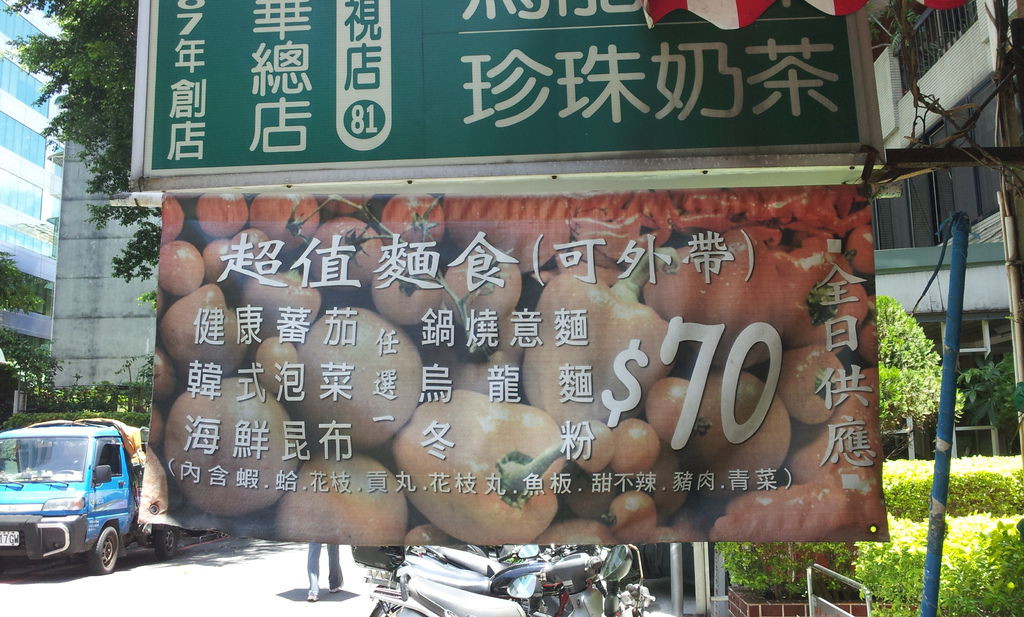 87年創店
華總店
視店
81
珍珠奶茶
超值麵食(可外帶)
健康蕃茄
韓式泡菜
海鮮昆布
任選一
鍋燒意麵
烏龍麵
冬粉
$70
·全日供應·
(內含蝦.蛤.花枝.貢丸.花枝丸.魚板.甜不辣.豬肉.青菜)